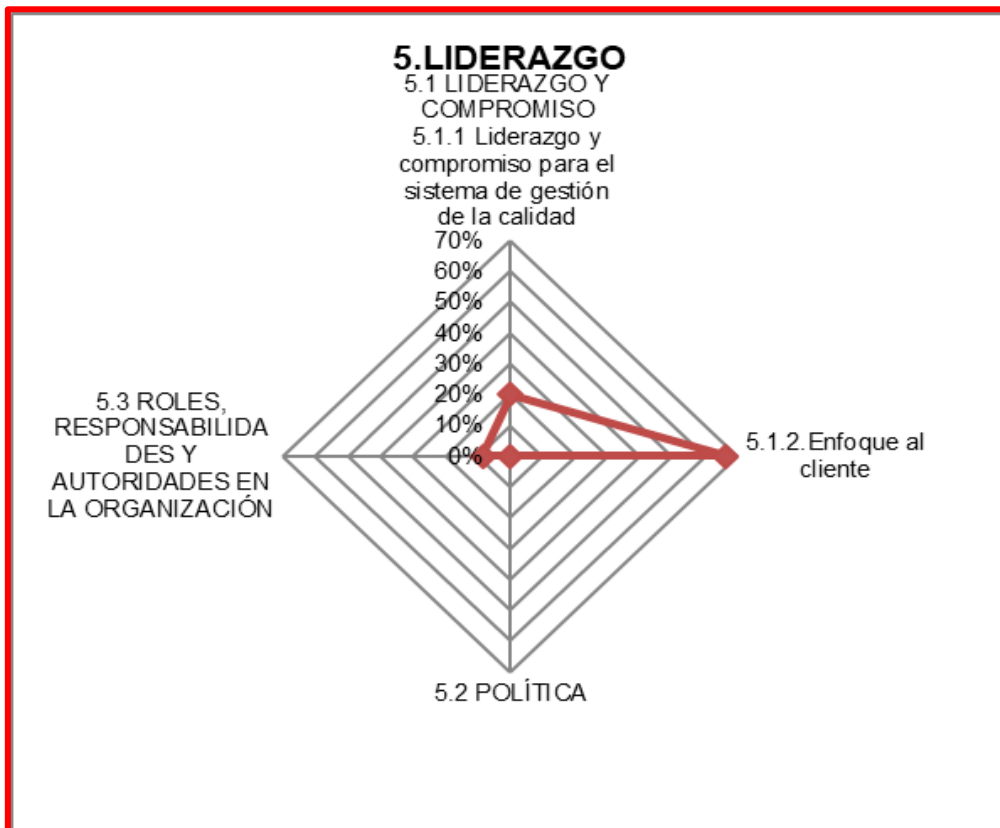 5.LIDERAZGO
5.1 LIDERAZGO Y
COMPROMISO
5.1.1 Liderazgo y
compromiso para el
sistema de gestión
de la calidad
70%
60%
50%
40%
30%
20%
10%
0%
5.1.2.Enfoque al
cliente
5.3 ROLES,
RESPONSABILIDA
DES Y
AUTORIDADES EN
LA ORGANIZACIÓN
5.2 POLÍTICA